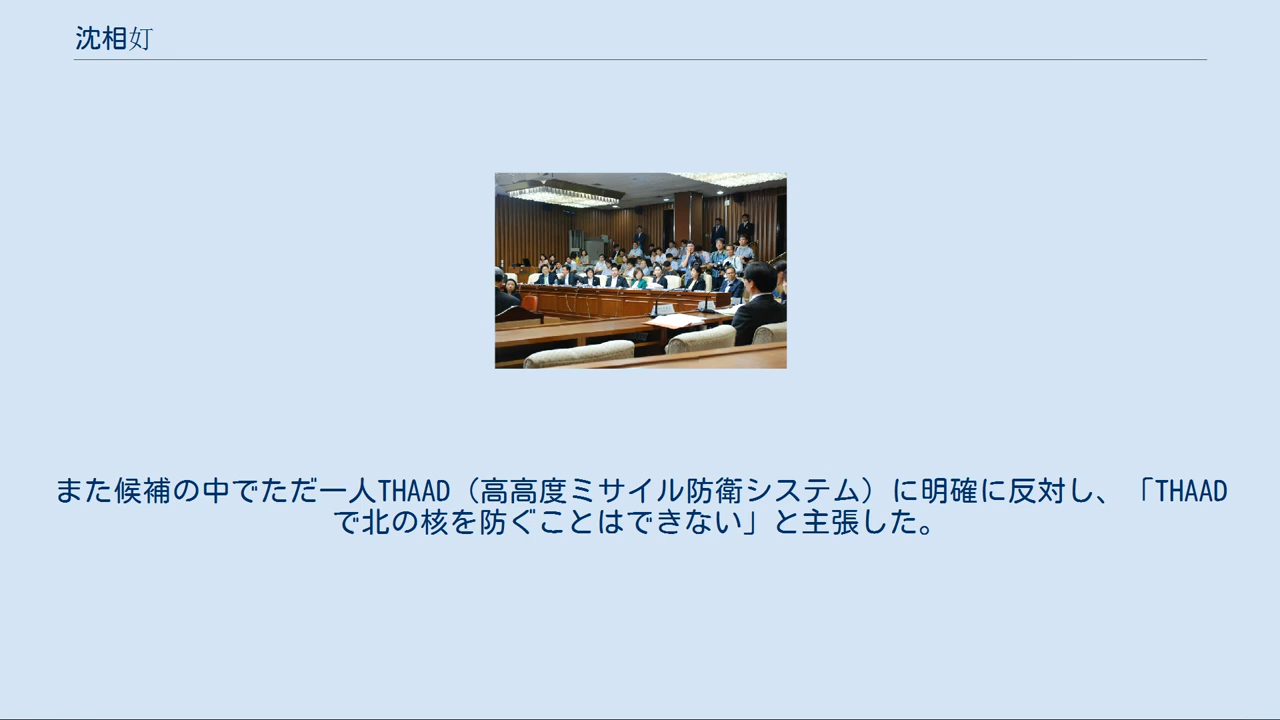 沈相奵
また候補の中でただ一人THAAD（高高度ミサイル防衛システム）に明確に反対し、「THAAD
で北の核を防ぐことはできない」と主張した。